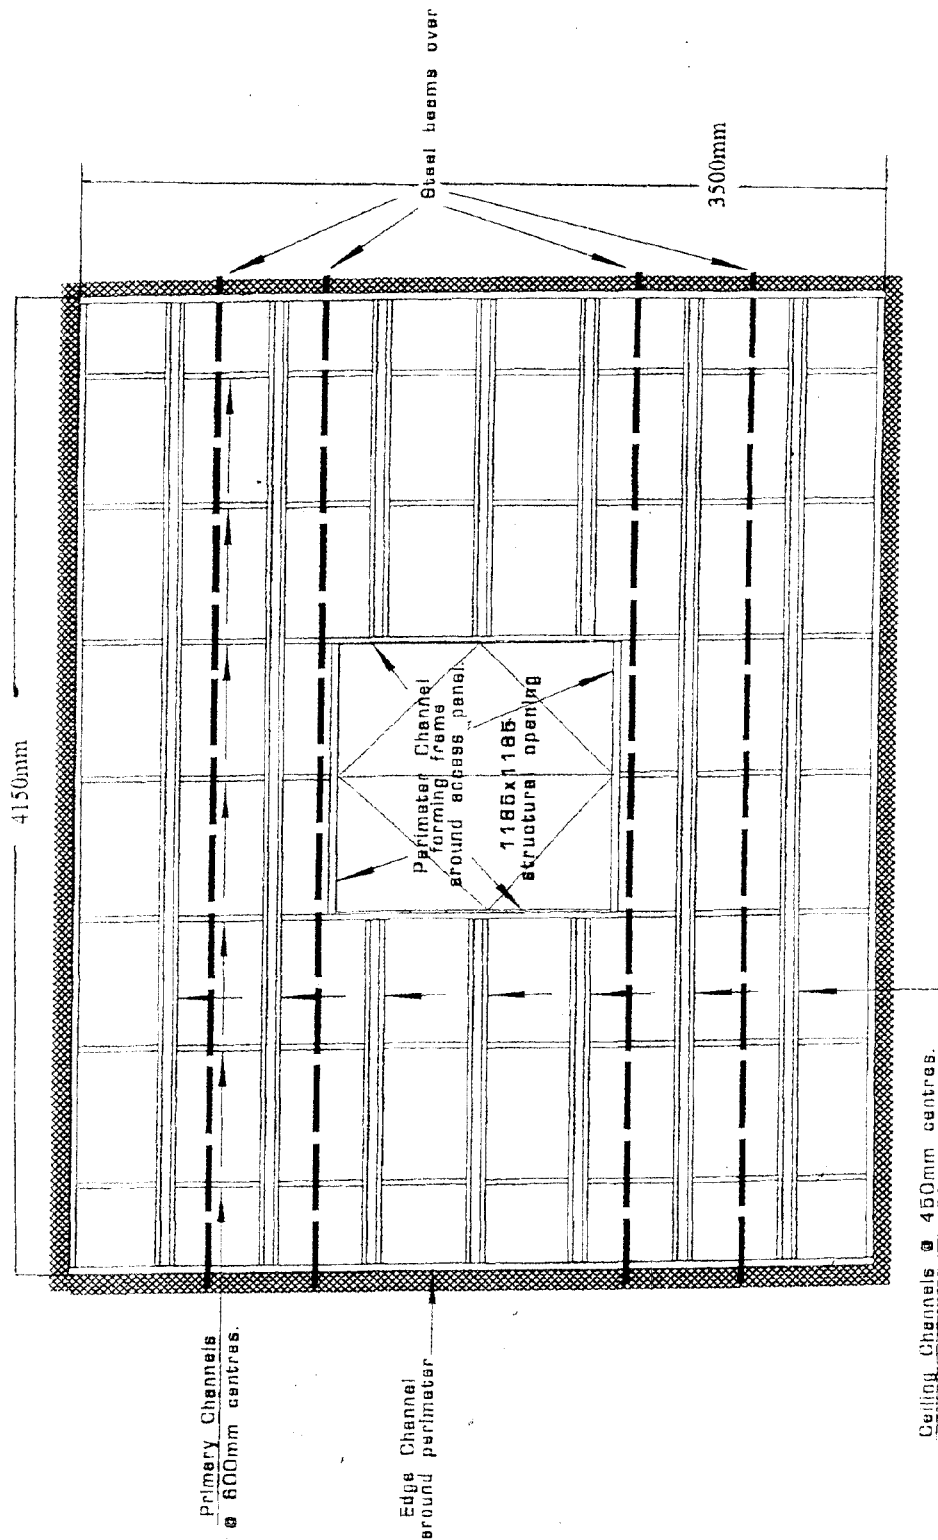 4150mm
Steel beams over
3500mm
Perimeter Channel
forming frame
around access panel.
1185x1185
structural opening
Primary Channels
@ 600mm centres.
Edge Channel
around perimeter
Ceiling Channels @ 450mm centres.